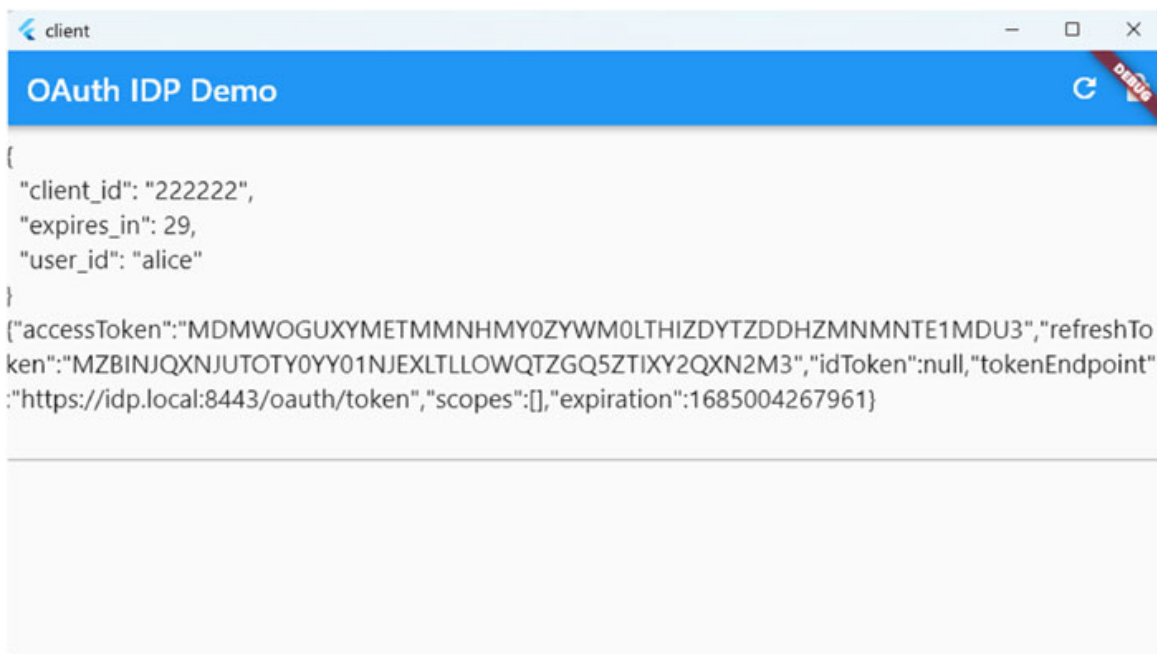 client
OAuth IDP Demo
DEBUG
{
"client_id": "222222",
"expires_in": 29,
"user_id": "alice"
}
{"accessToken":"MDMWOGUXYMETMMNHMY0ZYWM0LTHIZDYTZDDHZMNMNTE1MDU3","refreshTo
ken":"MZBINJQXNJUTOTY0YY01NJEXLTLLOWQTZGQ5ZTIXY2QXN2M3","idToken":null,"tokenEndpoint"
:"https://idp.local:8443/oauth/token","scopes":[],"expiration":1685004267961}